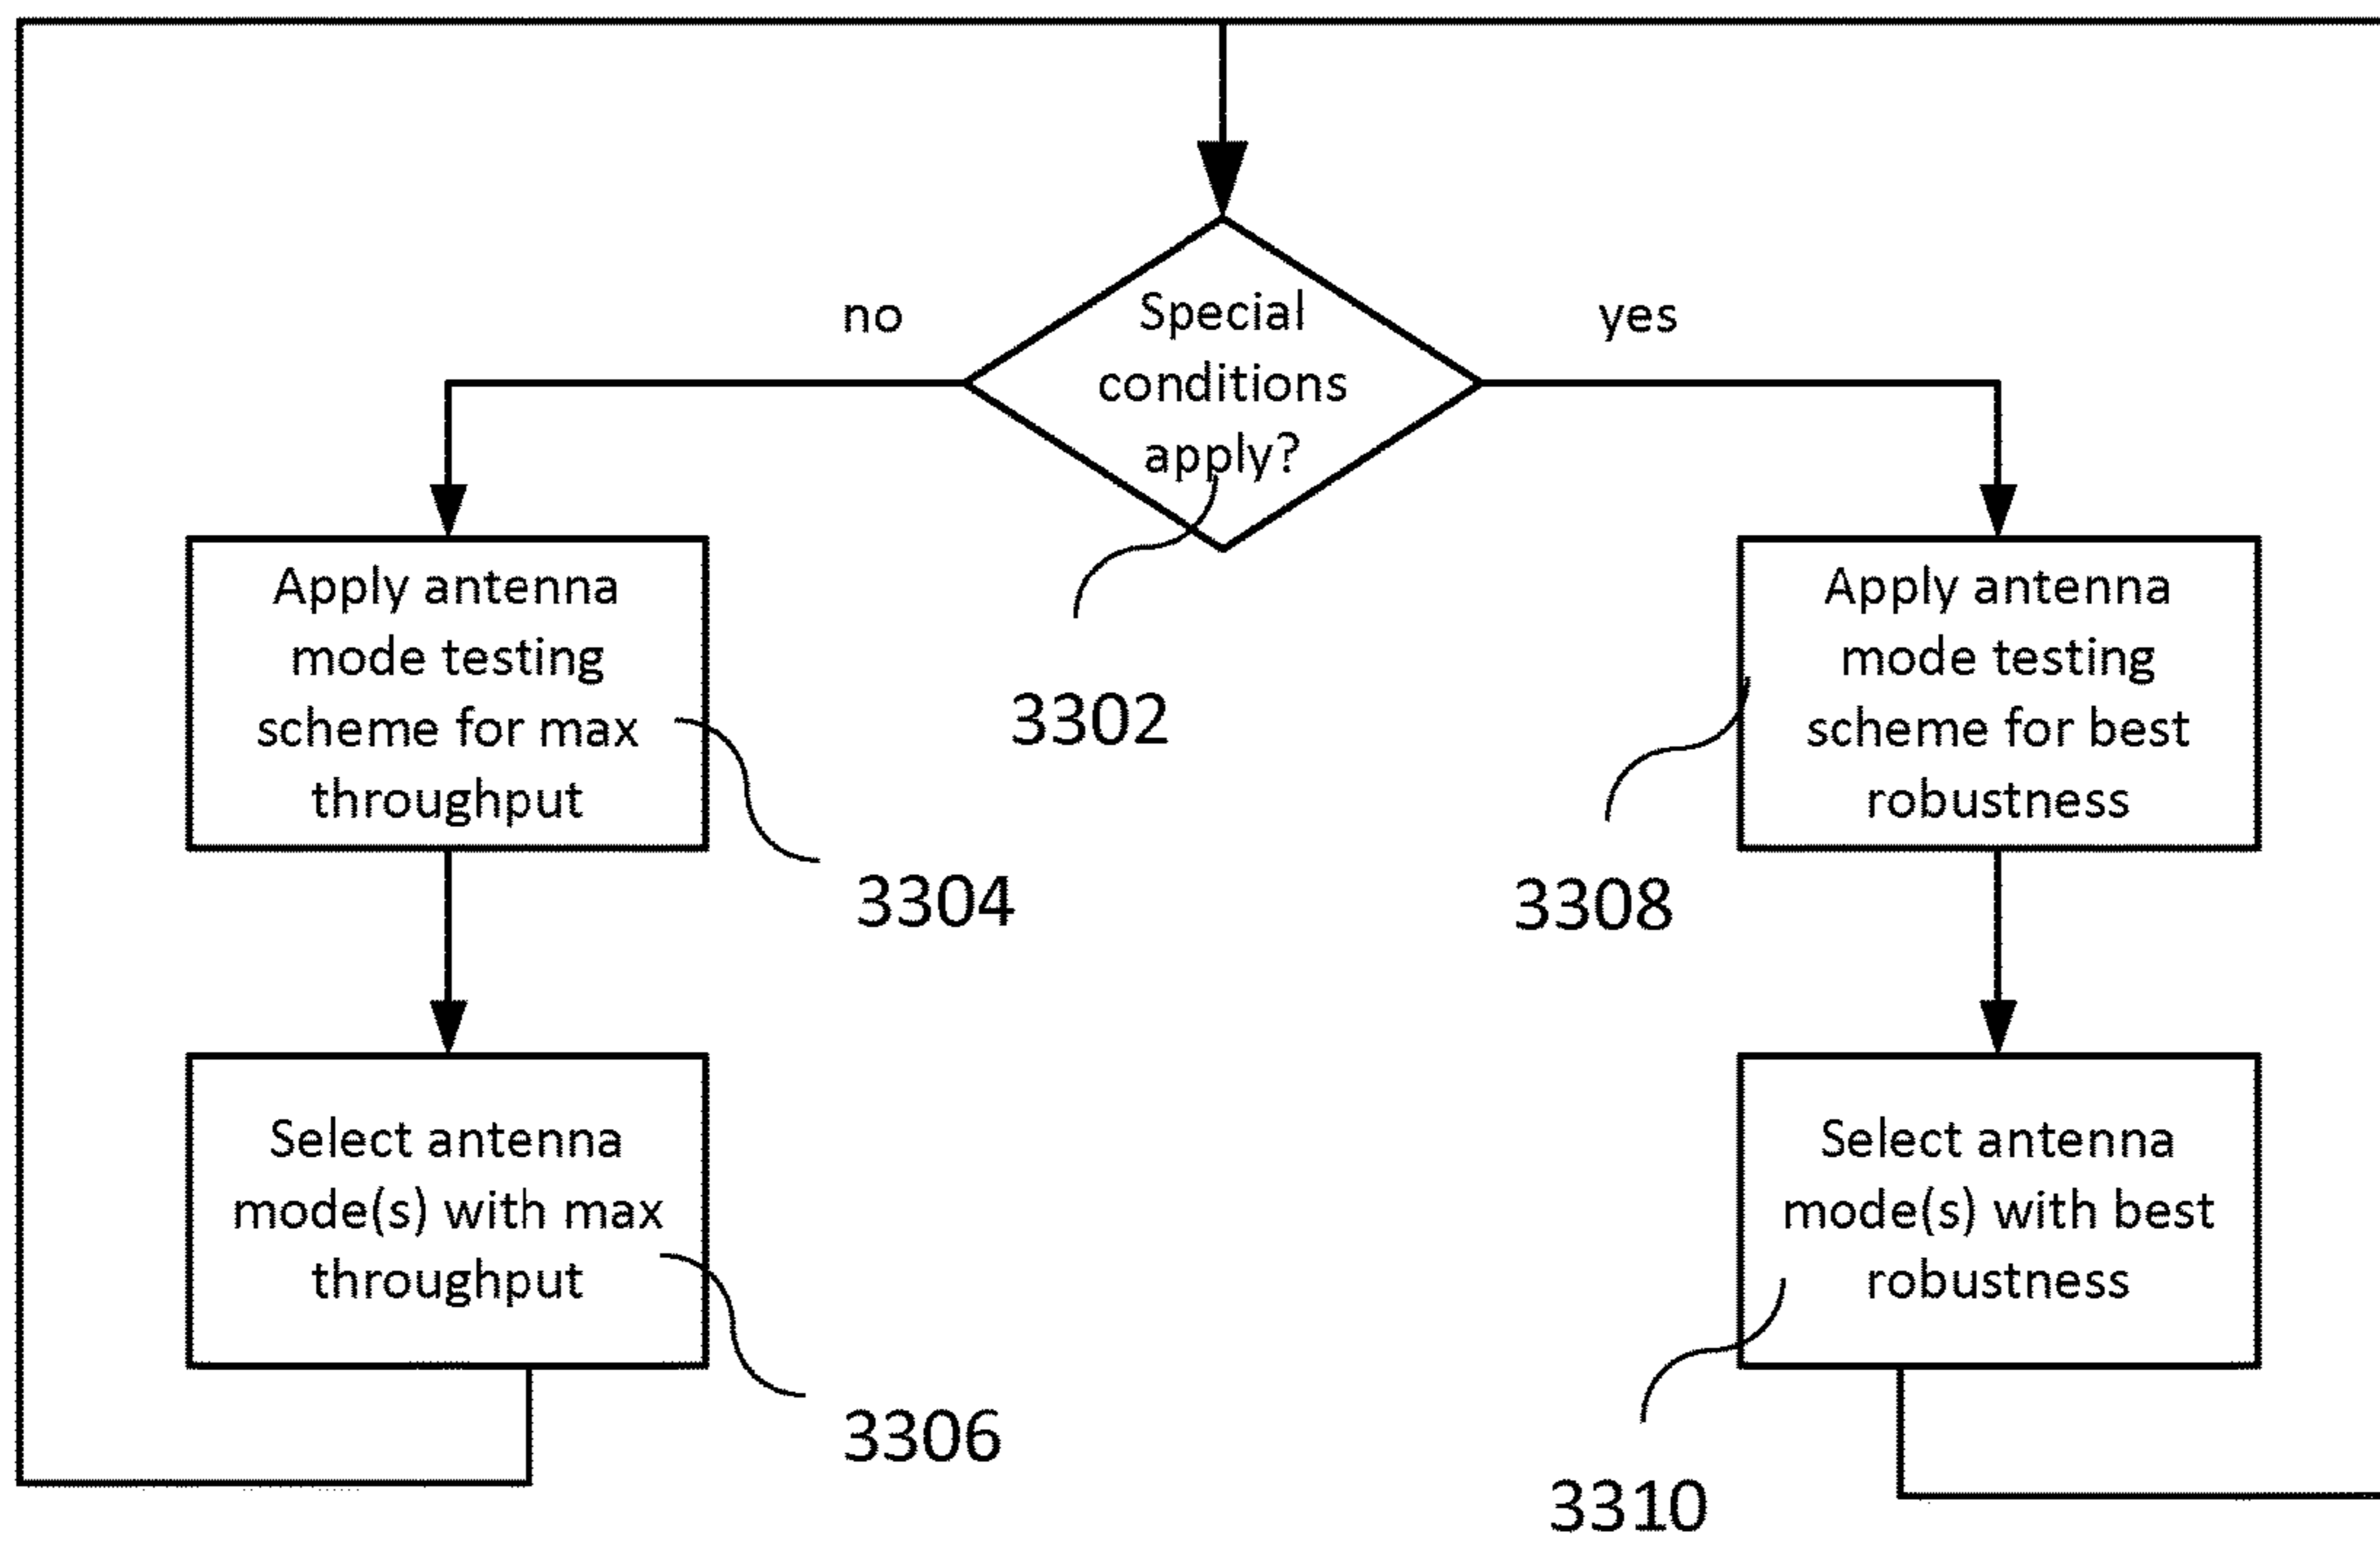 no
Special
conditions
apply?
yes
3302
Apply antenna
mode testing
scheme for max
throughput
3304
Select antenna
mode(s) with max
throughput
3306
Apply antenna
mode testing
scheme for best
robustness
3308
Select antenna
mode(s) with best
robustness
3310